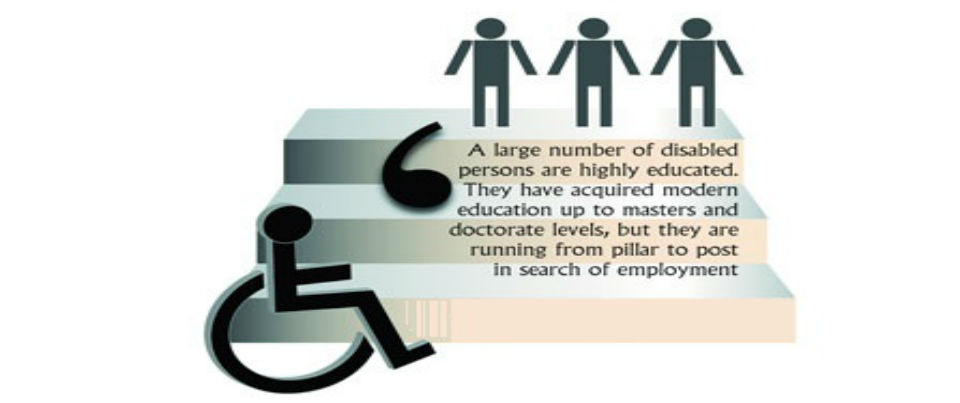 A large number of disabled
persons are highly educated.
They have acquired modern
education up to masters and
doctorate levels, but they are
running from pillar to post
in search of employment